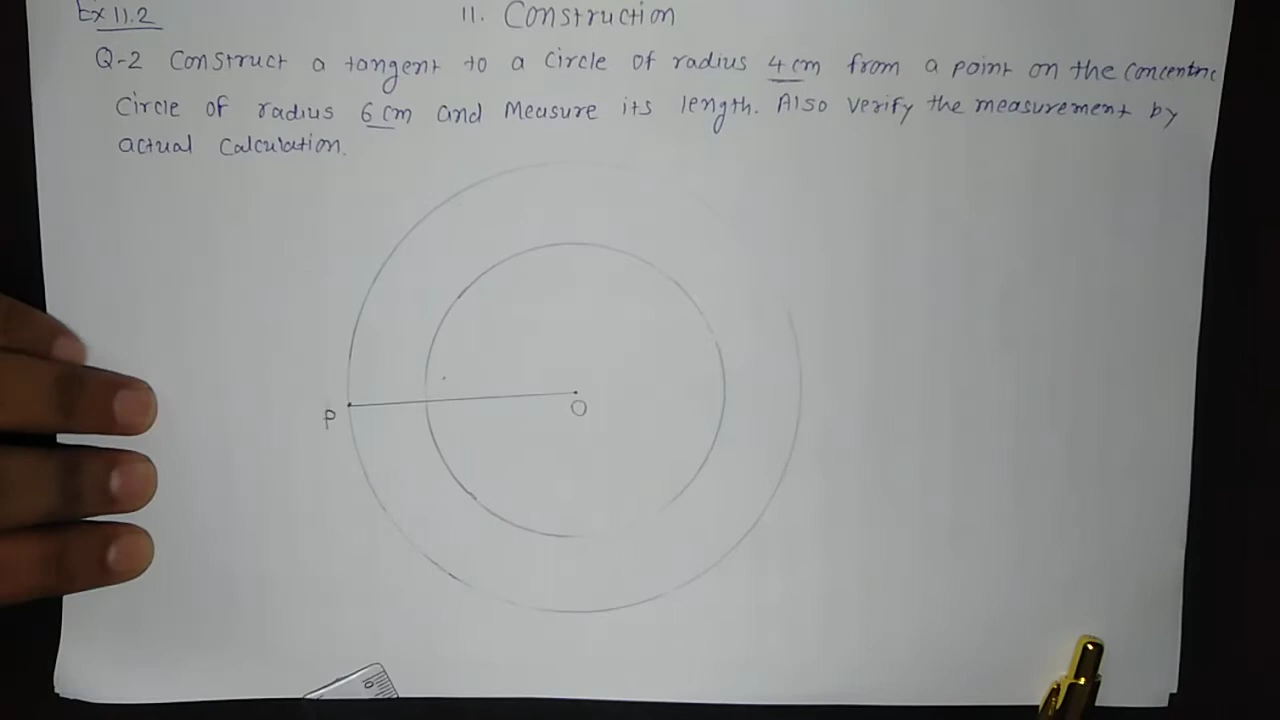 Ex 11.2
11. Construction
Q-2 Construct a tangent to a circle of radius 4 cm from a point on the concentric
Circle of radius 6 cm and Measure its length. Also verify the measurement by
actual Calculation.
P
O
10